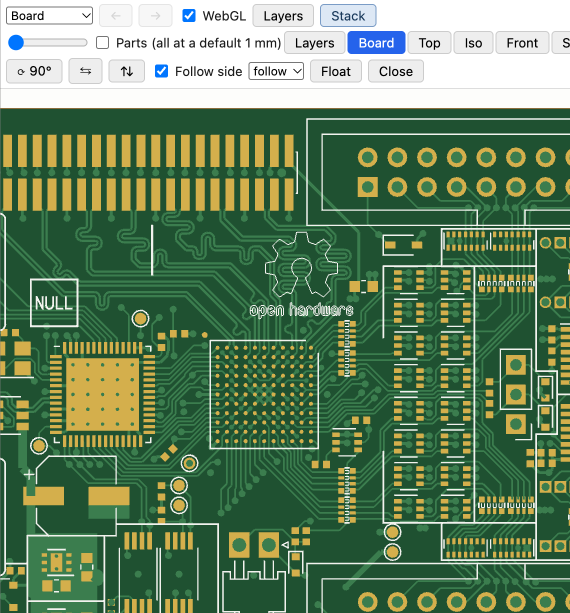 Board ← → WebGL Layers Stack
Parts (all at a default 1 mm) Layers Board Top Iso Front S
⟳ 90° ⇆ ⇅ Follow side follow Float Close
NULL
open hardware
+